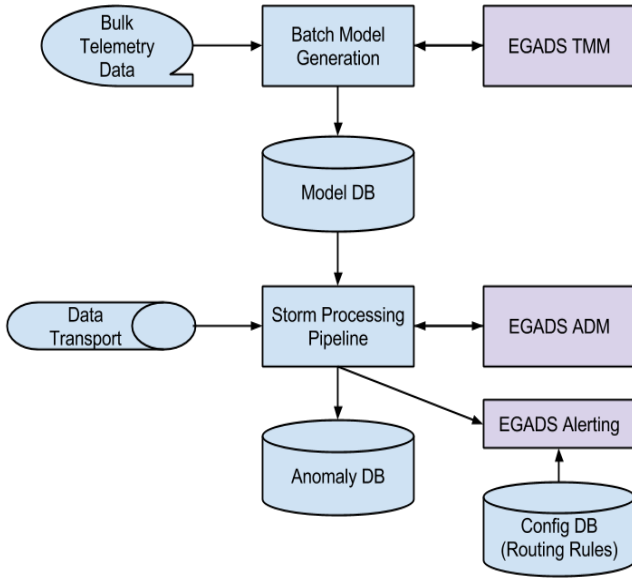 Bulk
Telemetry
Data
Batch Model
Generation
EGADS TMM
Model DB
Data
Transport
Storm Processing
Pipeline
EGADS ADM
EGADS Alerting
Anomaly DB
Config DB
(Routing Rules)